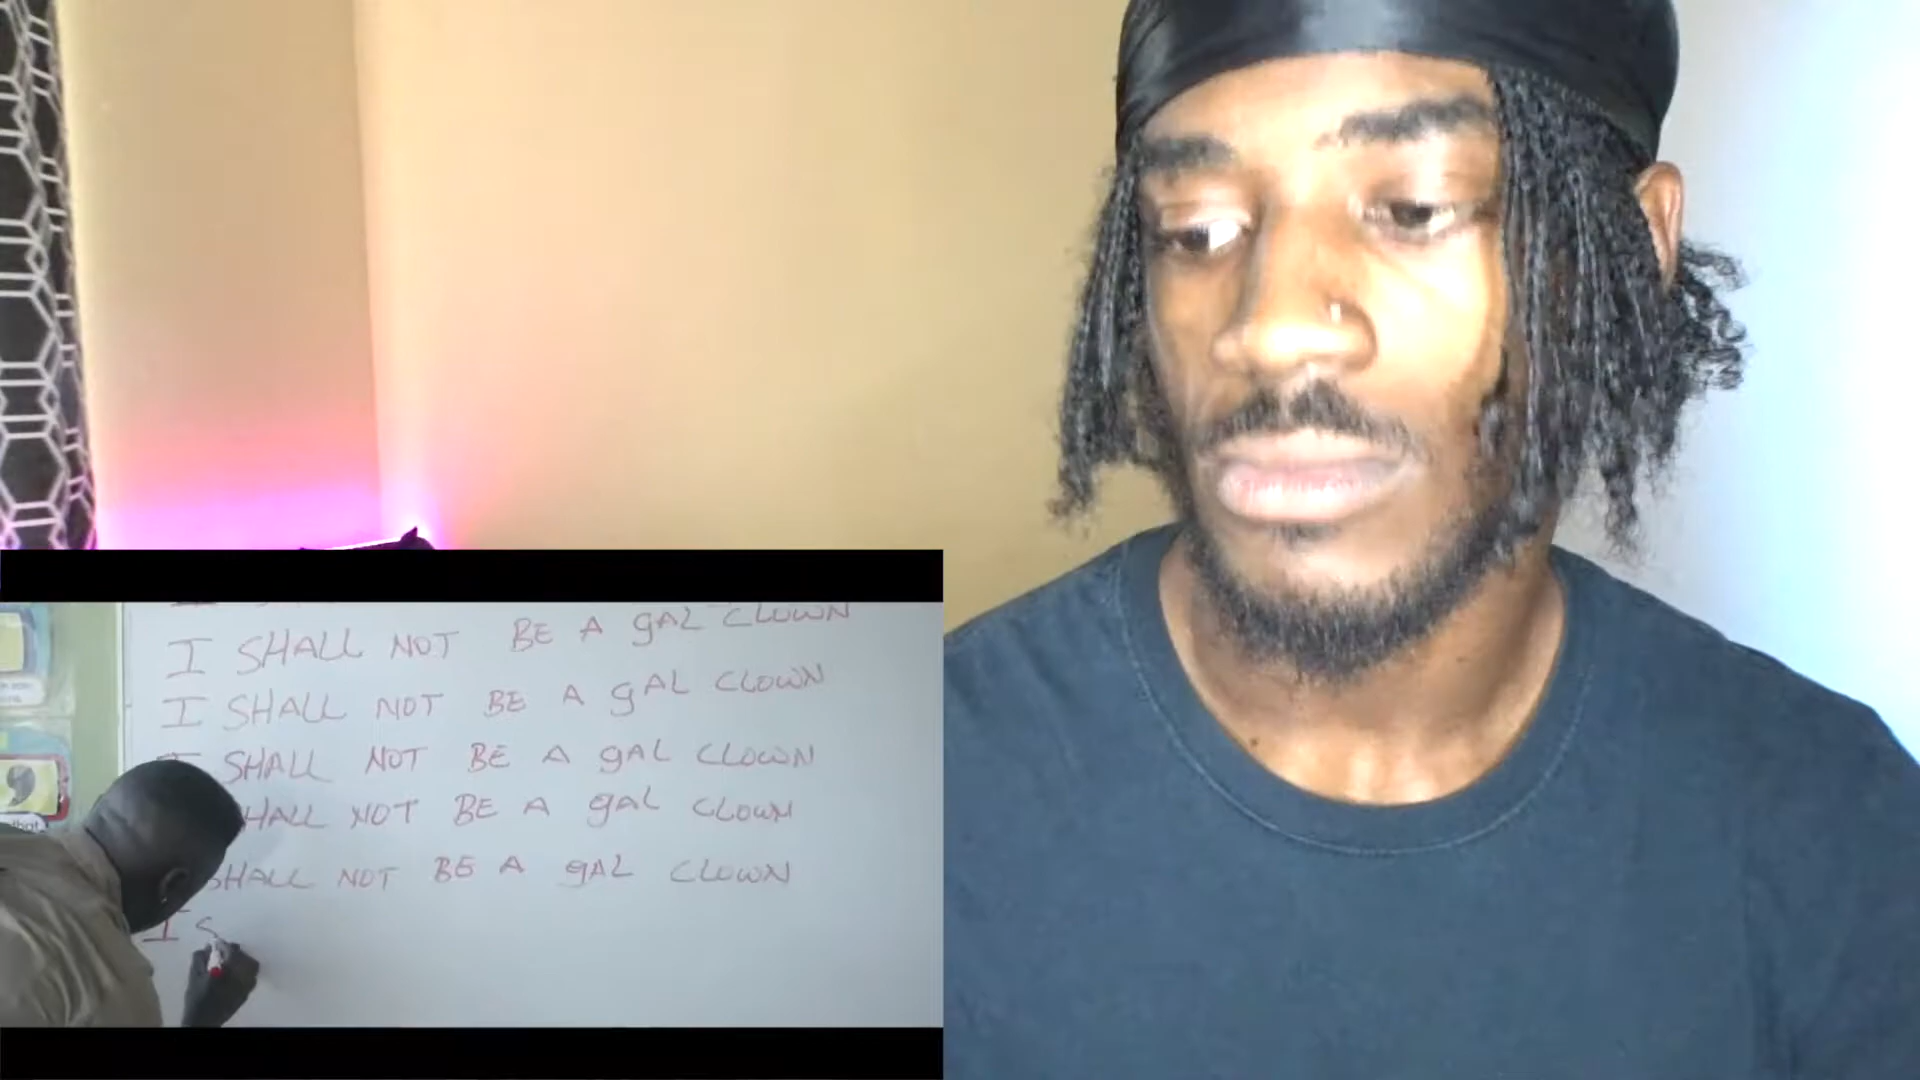 I SHALL NOT BE A gAL CLOWN
I SHALL NOT BE A gAL CLOWN
SHALL NOT BE A gAL CLOWN
HALL NOT BE A gAL CLOWN
SHALL NOT BE A gAL CLOWN
I S